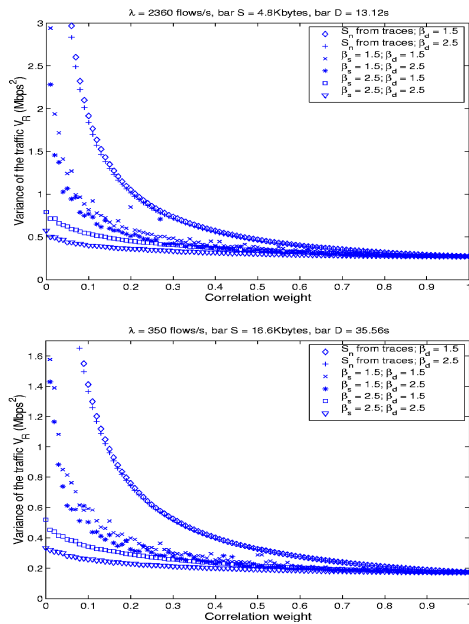 λ = 2360 flows/s, bar S = 4.8Kbytes, bar D = 13.12s
Variance of the traffic V_R (Mbps²)
3
2.5
2
1.5
1
0.5
0
S_n from traces; β_d = 1.5
S_n from traces; β_d = 2.5
β_s = 1.5; β_d = 1.5
β_s = 1.5; β_d = 2.5
β_s = 2.5; β_d = 1.5
β_s = 2.5; β_d = 2.5
0 0.1 0.2 0.3 0.4 0.5 0.6 0.7 0.8 0.9 1
Correlation weight
λ = 350 flows/s, bar S = 16.6Kbytes, bar D = 35.56s
Variance of the traffic V_R (Mbps²)
1.6
1.4
1.2
1
0.8
0.6
0.4
0.2
0
S_n from traces; β_d = 1.5
S_n from traces; β_d = 2.5
β_s = 1.5; β_d = 1.5
β_s = 1.5; β_d = 2.5
β_s = 2.5; β_d = 1.5
β_s = 2.5; β_d = 2.5
0 0.1 0.2 0.3 0.4 0.5 0.6 0.7 0.8 0.9 1
Correlation weight